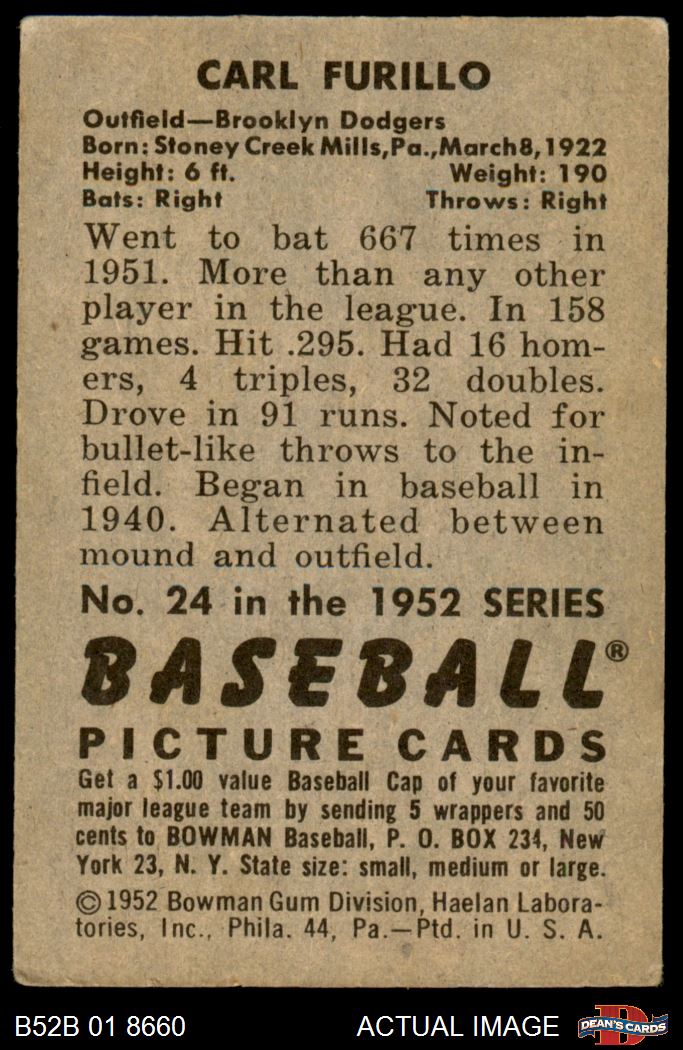 CARL FURILLO
Outfield—Brooklyn Dodgers
Born: Stoney Creek Mills, Pa., March 8, 1922
Height: 6 ft. Weight: 190
Bats: Right Throws: Right
Went to bat 667 times in
1951. More than any other
player in the league. In 158
games. Hit .295. Had 16 hom-
ers, 4 triples, 32 doubles.
Drove in 91 runs. Noted for
bullet-like throws to the in-
field. Began in baseball in
1940. Alternated between
mound and outfield.
No. 24 in the 1952 SERIES
BASEBALL®
PICTURE CARDS
Get a $1.00 value Baseball Cap of your favorite
major league team by sending 5 wrappers and 50
cents to BOWMAN Baseball, P. O. BOX 234, New
York 23, N. Y. State size: small, medium or large.
©1952 Bowman Gum Division, Haelan Labora-
tories, Inc., Phila. 44, Pa.—Ptd. in U. S. A.
B52B 01 8660 ACTUAL IMAGE D DEAN'S CARDS